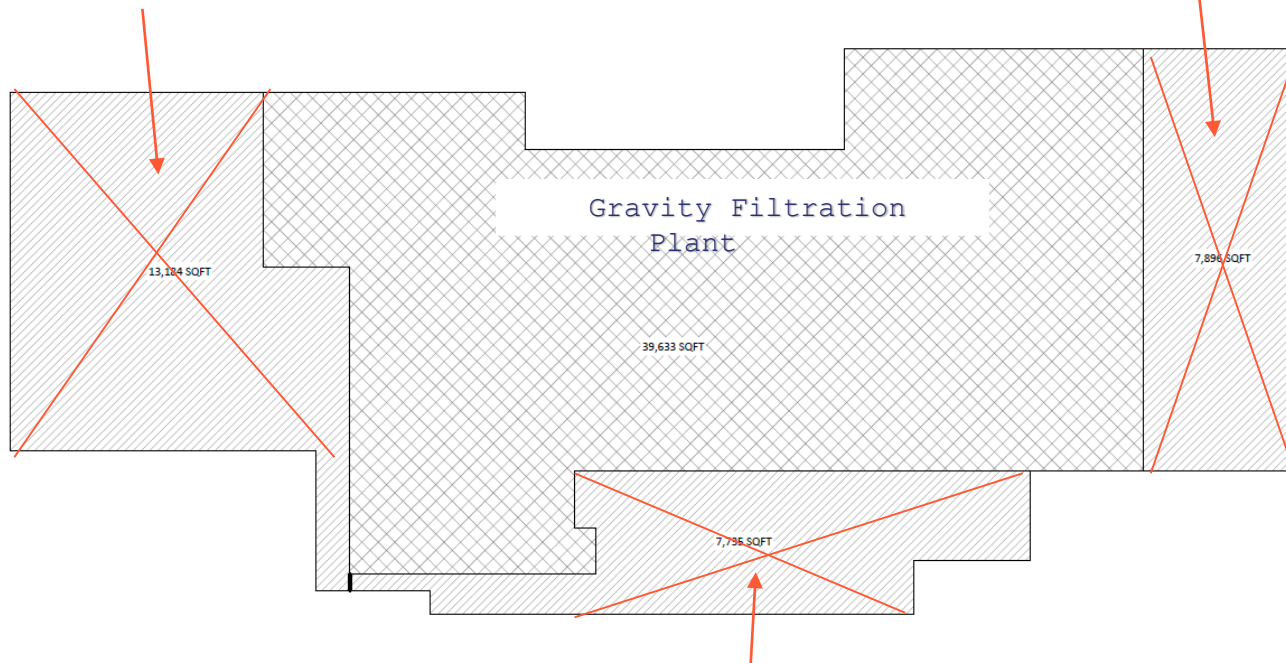 Gravity Filtration
Plant
13,184 SQFT
7,896 SQFT
39,633 SQFT
7,735 SQFT